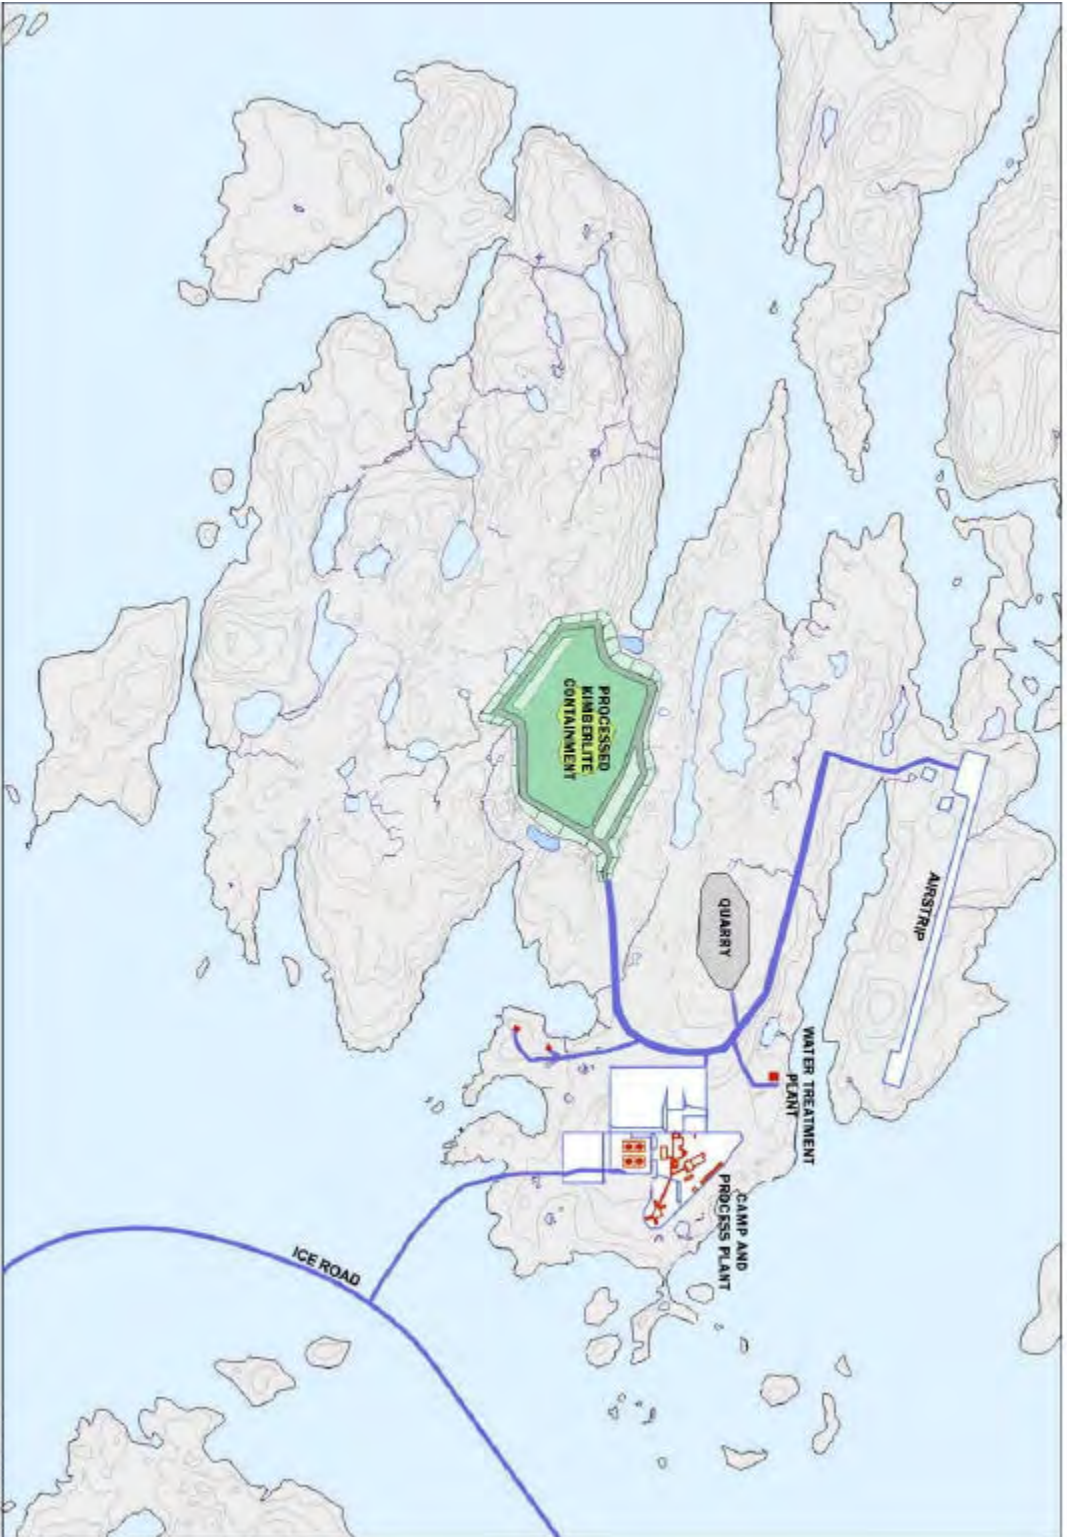 AIRSTRIP
WATER TREATMENT
PLANT
CAMP AND
PROCESS PLANT
QUARRY
PROCESSED
KIMBERLITE
CONTAINMENT
ICE ROAD